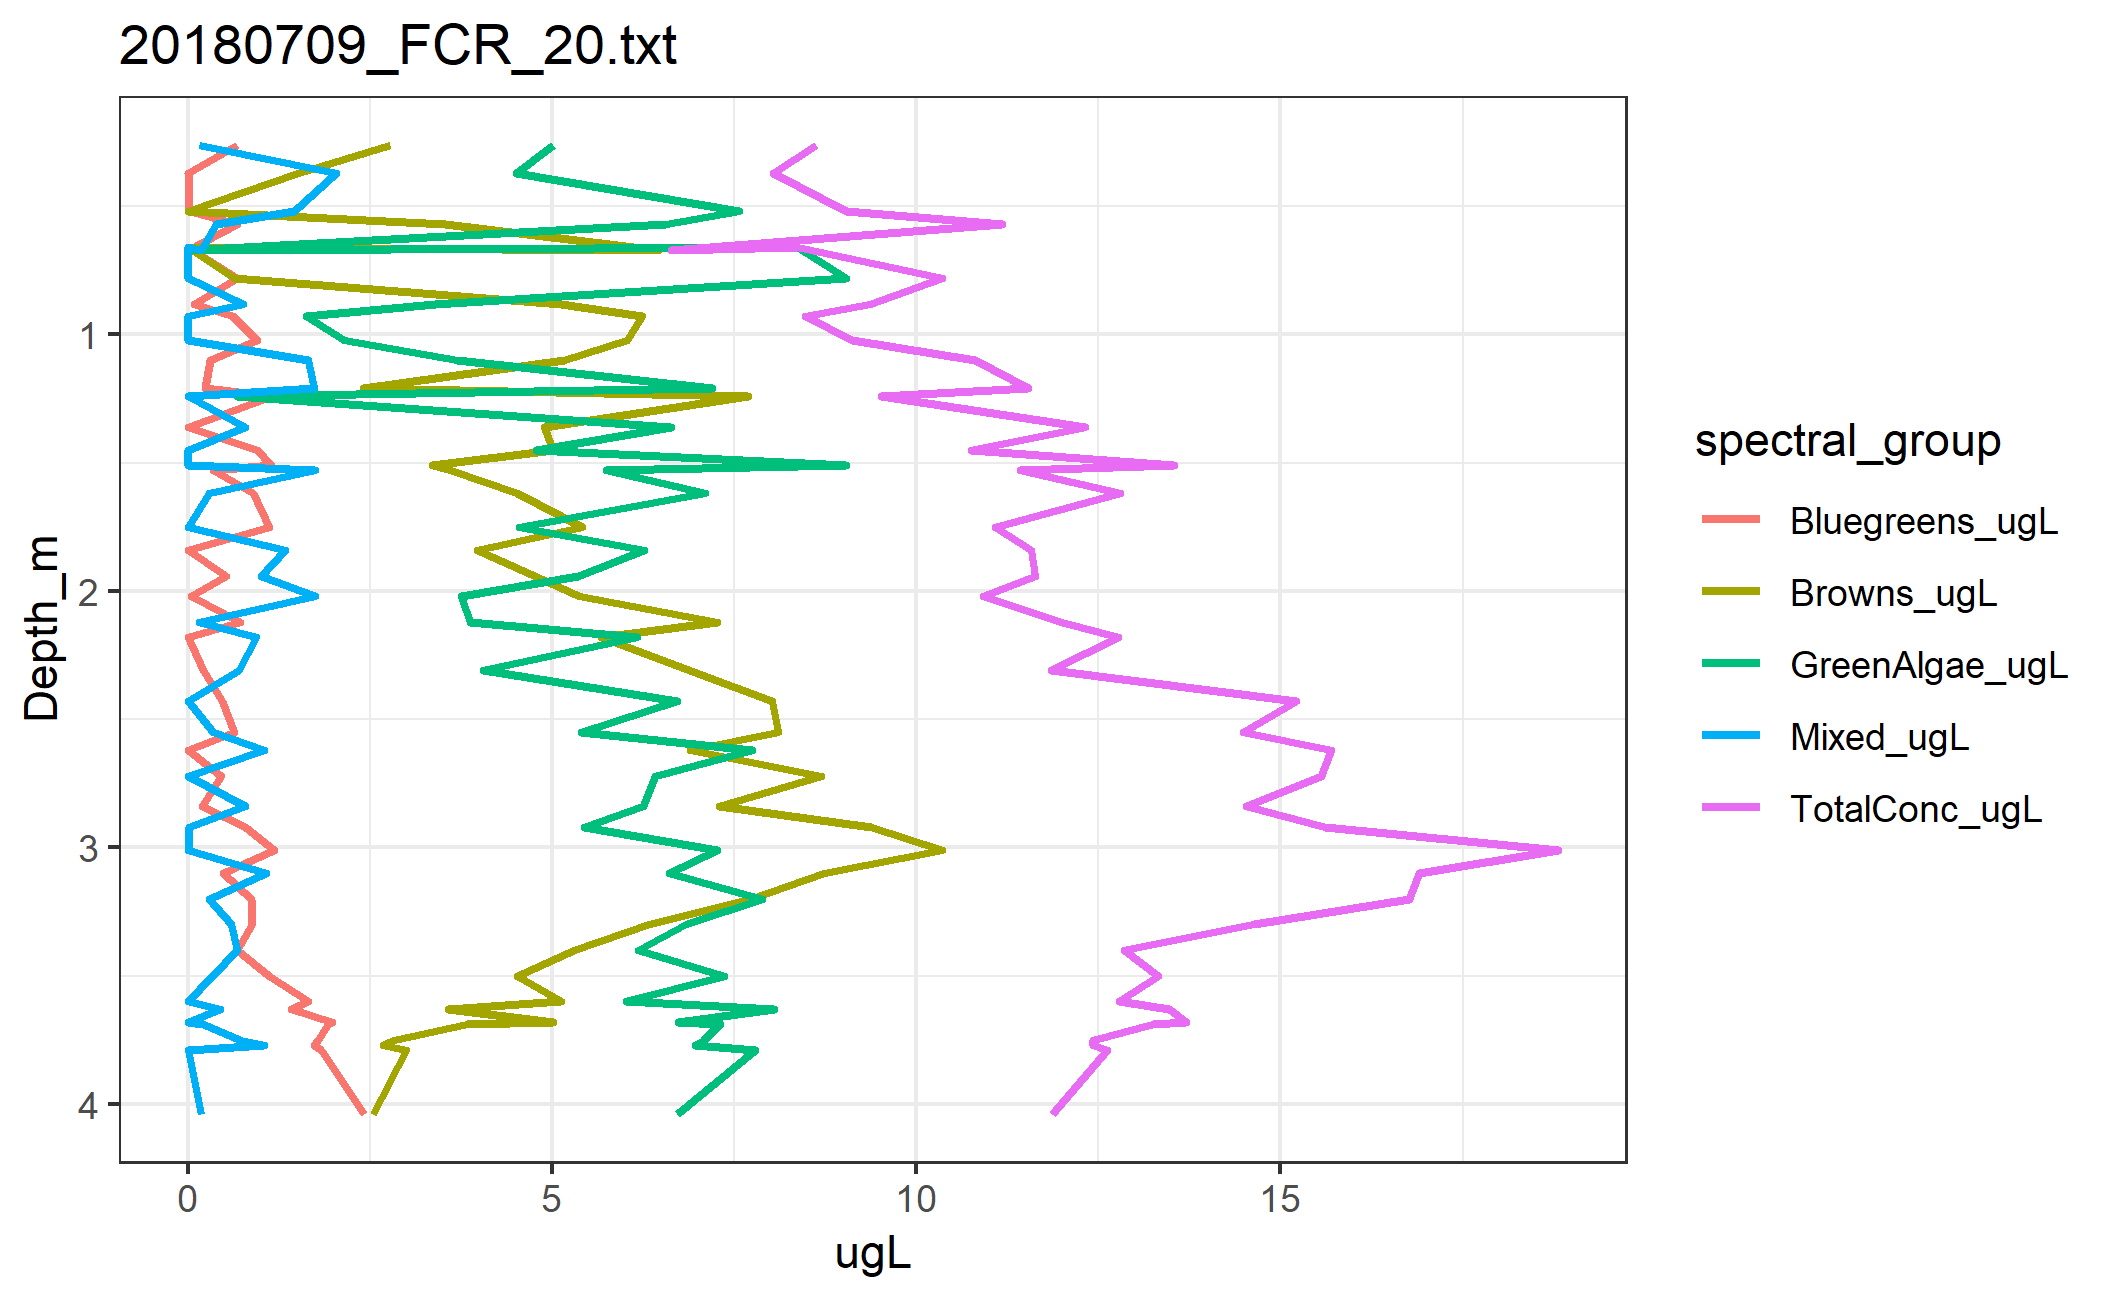 20180709_FCR_20.txt
Depth_m
1
2
3
4
0
5
10
15
ugL
spectral_group
Bluegreens_ugL
Browns_ugL
GreenAlgae_ugL
Mixed_ugL
TotalConc_ugL